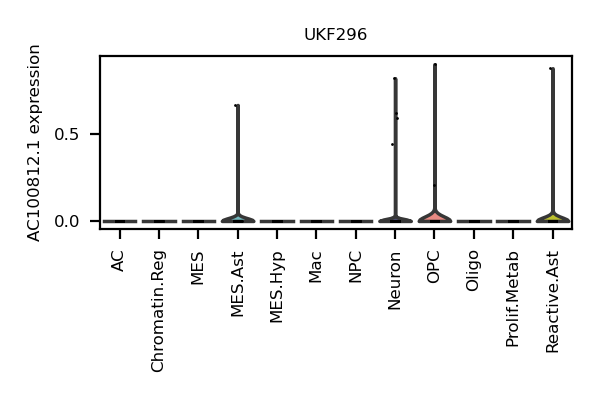 UKF296
AC100812.1 expression
0.5
0.0
AC
Chromatin.Reg
MES
MES.Ast
MES.Hyp
Mac
NPC
Neuron
OPC
Oligo
Prolif.Metab
Reactive.Ast